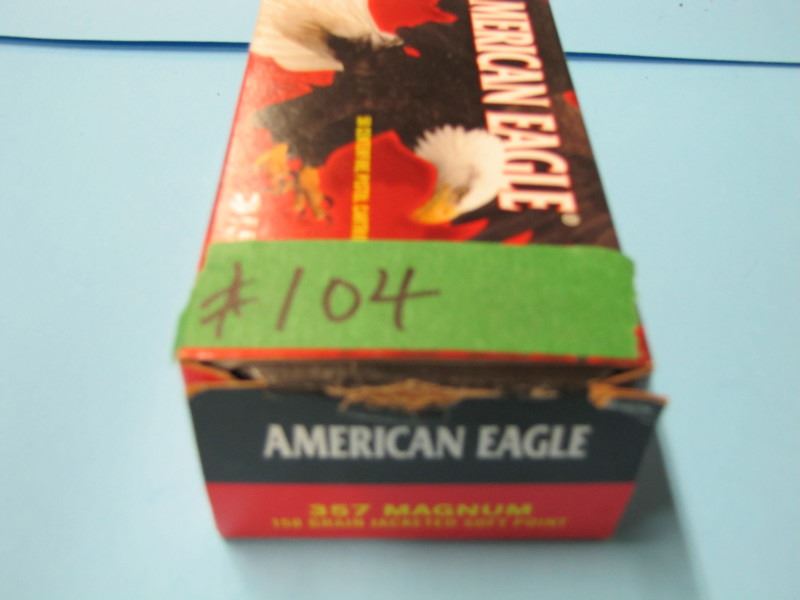 AMERICAN EAGLE®
#104
AMERICAN EAGLE
357 MAGNUM
158 GRAIN JACKETED SOFT POINT